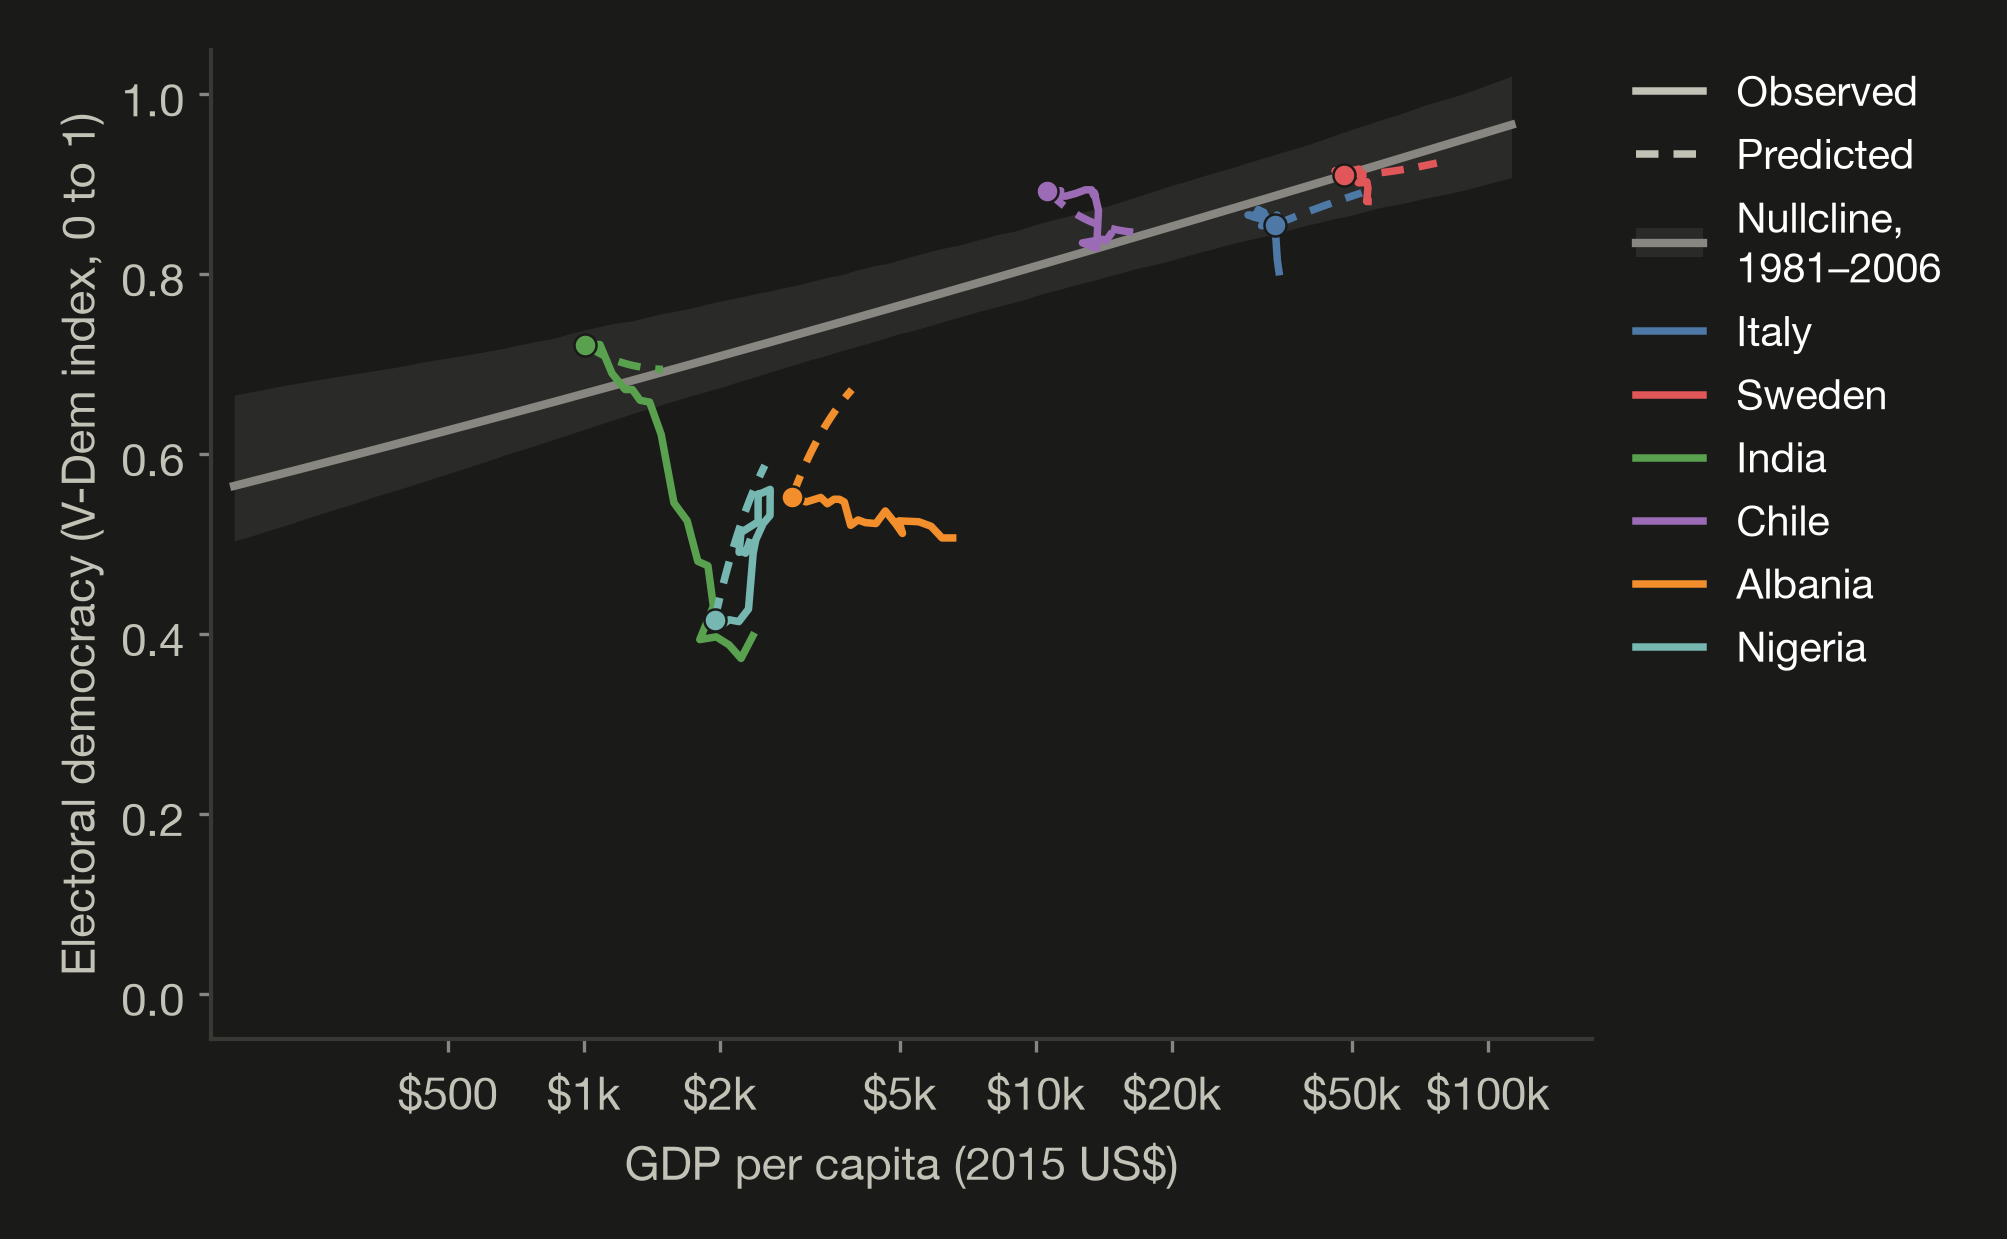 1.0
0.8
0.6
0.4
0.2
0.0
Electoral democracy (V-Dem index, 0 to 1)
$500
$1k
$2k
$5k
$10k
$20k
$50k
$100k
GDP per capita (2015 US$)
Observed
Predicted
Nullcline,
1981–2006
Italy
Sweden
India
Chile
Albania
Nigeria